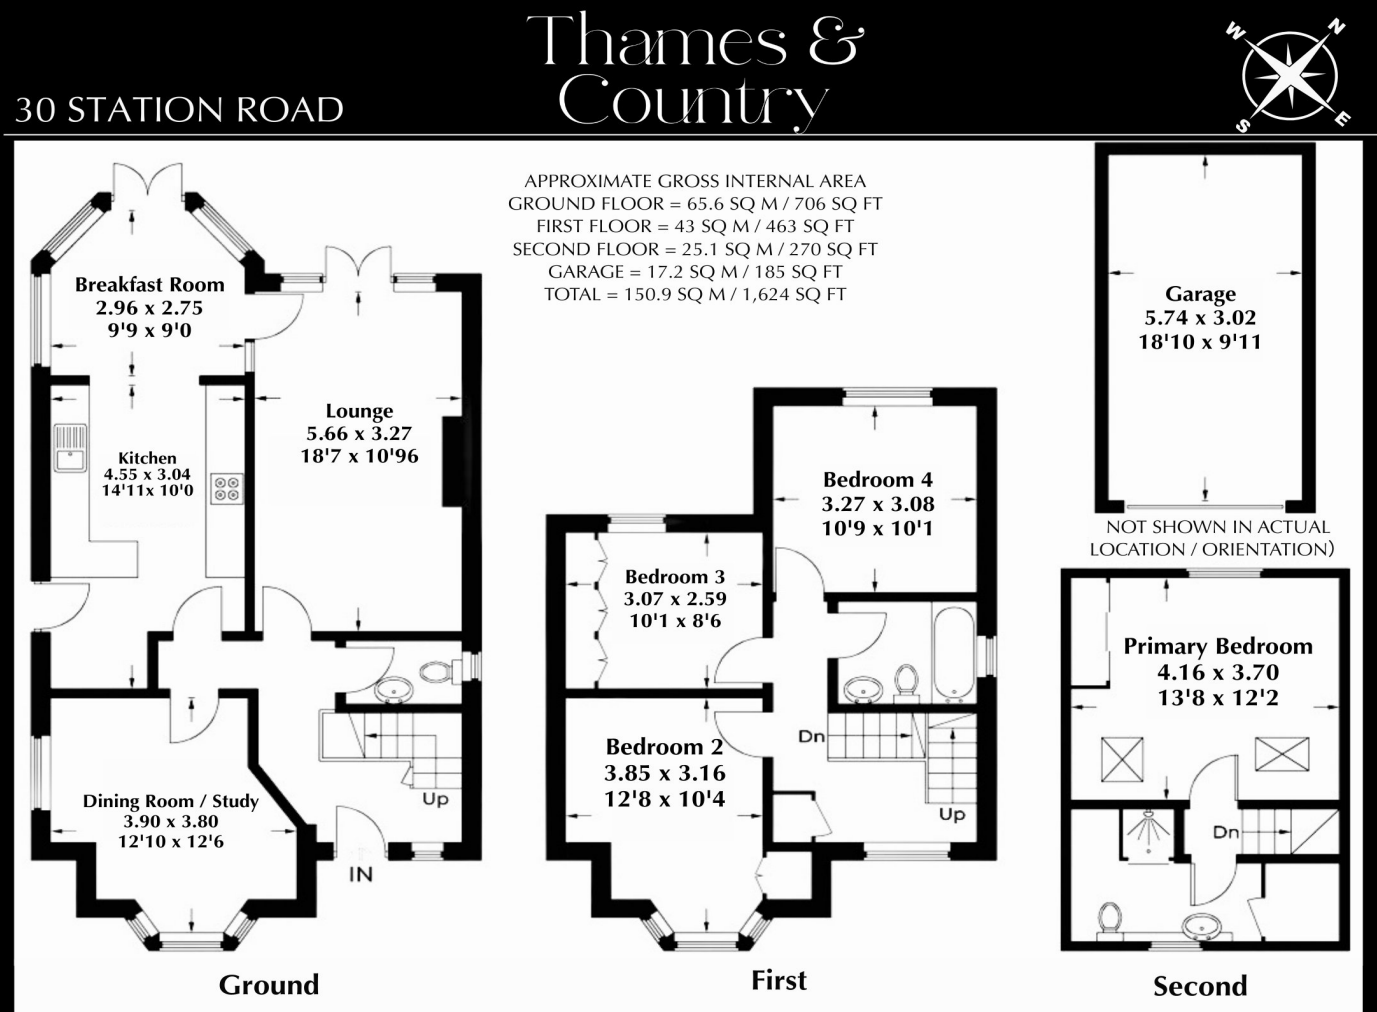 Thames &
Country
30 STATION ROAD
W
N
S
E
APPROXIMATE GROSS INTERNAL AREA
GROUND FLOOR = 65.6 SQ M / 706 SQ FT
FIRST FLOOR = 43 SQ M / 463 SQ FT
SECOND FLOOR = 25.1 SQ M / 270 SQ FT
GARAGE = 17.2 SQ M / 185 SQ FT
TOTAL = 150.9 SQ M / 1,624 SQ FT
Breakfast Room
2.96 x 2.75
9'9 x 9'0
Lounge
5.66 x 3.27
18'7 x 10'96
Kitchen
4.55 x 3.04
14'11x 10'0
Dining Room / Study
3.90 x 3.80
12'10 x 12'6
Up
IN
Ground
Bedroom 4
3.27 x 3.08
10'9 x 10'1
Bedroom 3
3.07 x 2.59
10'1 x 8'6
Bedroom 2
3.85 x 3.16
12'8 x 10'4
Dn
Up
First
Garage
5.74 x 3.02
18'10 x 9'11
NOT SHOWN IN ACTUAL
LOCATION / ORIENTATION)
Primary Bedroom
4.16 x 3.70
13'8 x 12'2
Dn
Second